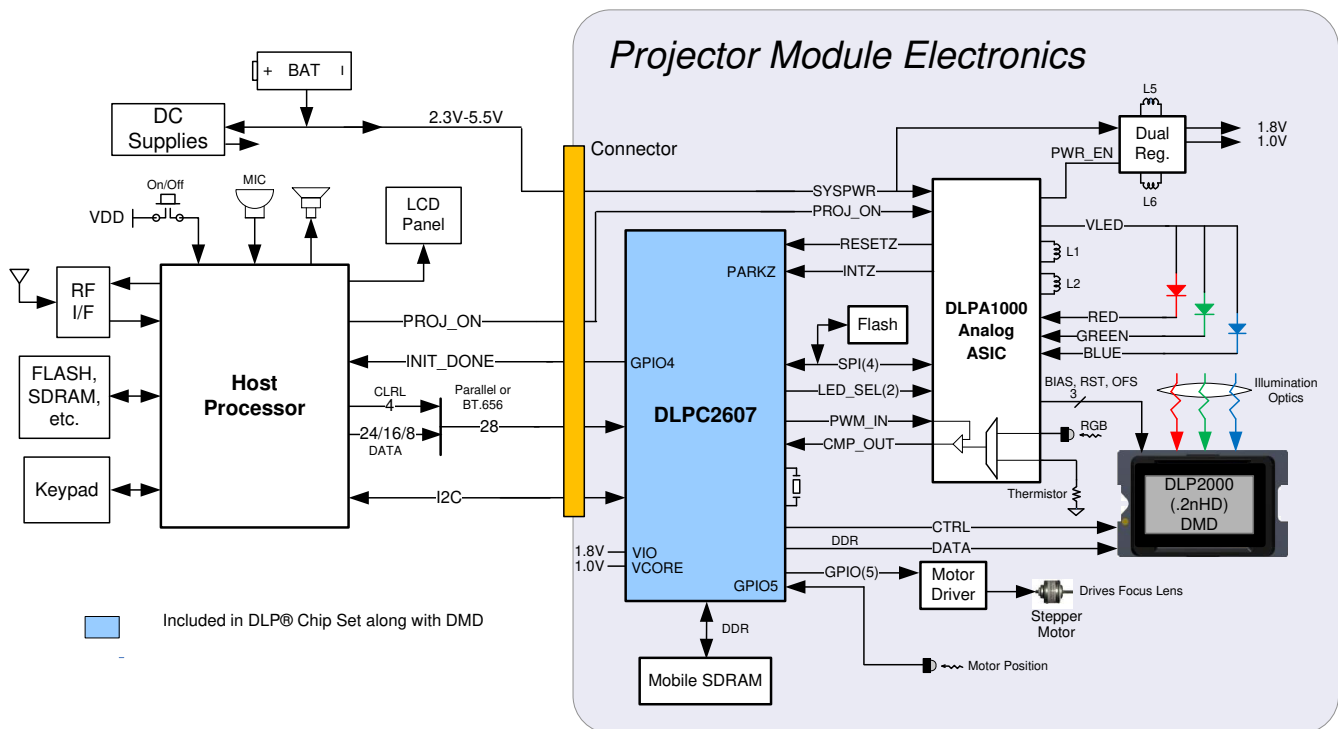 Projector Module Electronics
+ BAT
DC
Supplies
2.3V-5.5V
Connector
L5
Dual
Reg.
L6
1.8V
1.0V
PWR_EN
On/Off
VDD
MIC
LCD
Panel
SYSPWR
PROJ_ON
RESETZ
PARKZ
INTZ
VLED
L1
L2
RF
I/F
PROJ_ON
INIT_DONE
GPIO4
Flash
SPI(4)
LED_SEL(2)
PWM_IN
CMP_OUT
DLPA1000
Analog
ASIC
RED
GREEN
BLUE
BIAS, RST, OFS
3
Illumination
Optics
RGB
Thermistor
FLASH,
SDRAM,
etc.
Host
Processor
CLRL
4
24/16/8
DATA
Parallel or
BT.656
28
DLPC2607
Keypad
I2C
DLP2000
(.2nHD)
DMD
CTRL
DDR
DATA
1.8V
VIO
1.0V
VCORE
GPIO(5)
GPIO5
Motor
Driver
Drives Focus Lens
Stepper
Motor
Included in DLP® Chip Set along with DMD
DDR
Mobile SDRAM
Motor Position